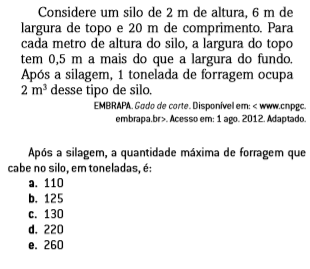 Considere um silo de 2 m de altura, 6 m de
largura de topo e 20 m de comprimento. Para
cada metro de altura do silo, a largura do topo
tem 0,5 m a mais do que a largura do fundo.
Após a silagem, 1 tonelada de forragem ocupa
2 m³ desse tipo de silo.
EMBRAPA. Gado de corte. Disponível em: < www.cnpgc.
embrapa.br>. Acesso em: 1 ago. 2012. Adaptado.
Após a silagem, a quantidade máxima de forragem que
cabe no silo, em toneladas, é:
a. 110
b. 125
c. 130
d. 220
e. 260